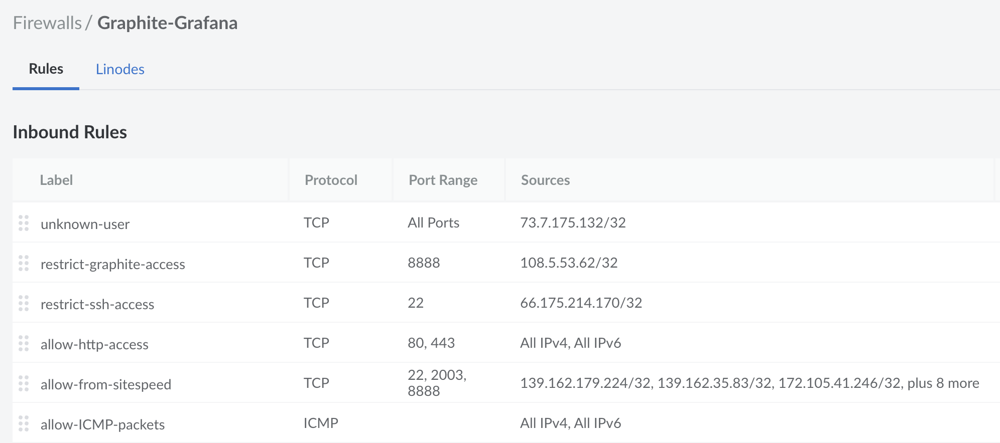 Firewalls / Graphite-Grafana
Rules Linodes
Inbound Rules
Label Protocol Port Range Sources
unknown-user TCP All Ports 73.7.175.132/32
restrict-graphite-access TCP 8888 108.5.53.62/32
restrict-ssh-access TCP 22 66.175.214.170/32
allow-http-access TCP 80, 443 All IPv4, All IPv6
allow-from-sitespeed TCP 22, 2003, 8888 139.162.179.224/32, 139.162.35.83/32, 172.105.41.246/32, plus 8 more
allow-ICMP-packets ICMP All IPv4, All IPv6